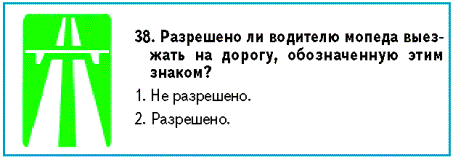 38. Разрешено ли водителю мопеда выез-
жать на дорогу, обозначенную этим
знаком?
1. Не разрешено.
2. Разрешено.